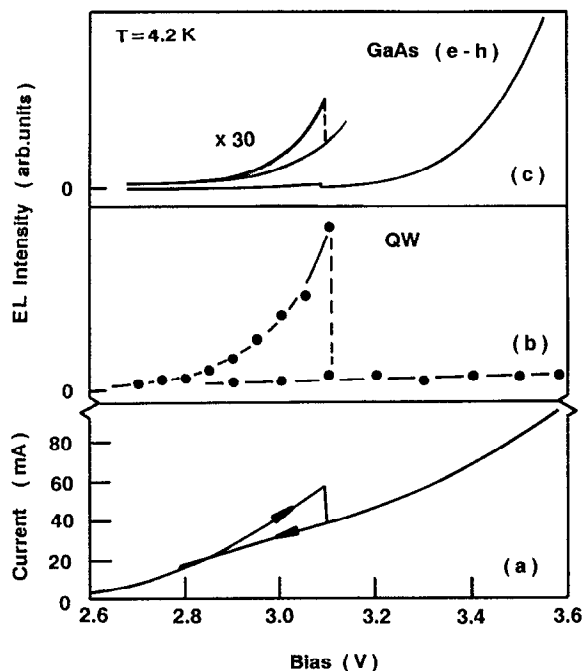 T = 4.2 K
GaAs ( e - h )
x 30
0
( c )
QW
0
( b )
EL Intensity ( arb.units )
80
60
40
20
0
( a )
Current ( mA )
2.6 2.8 3.0 3.2 3.4 3.6
Bias ( V )